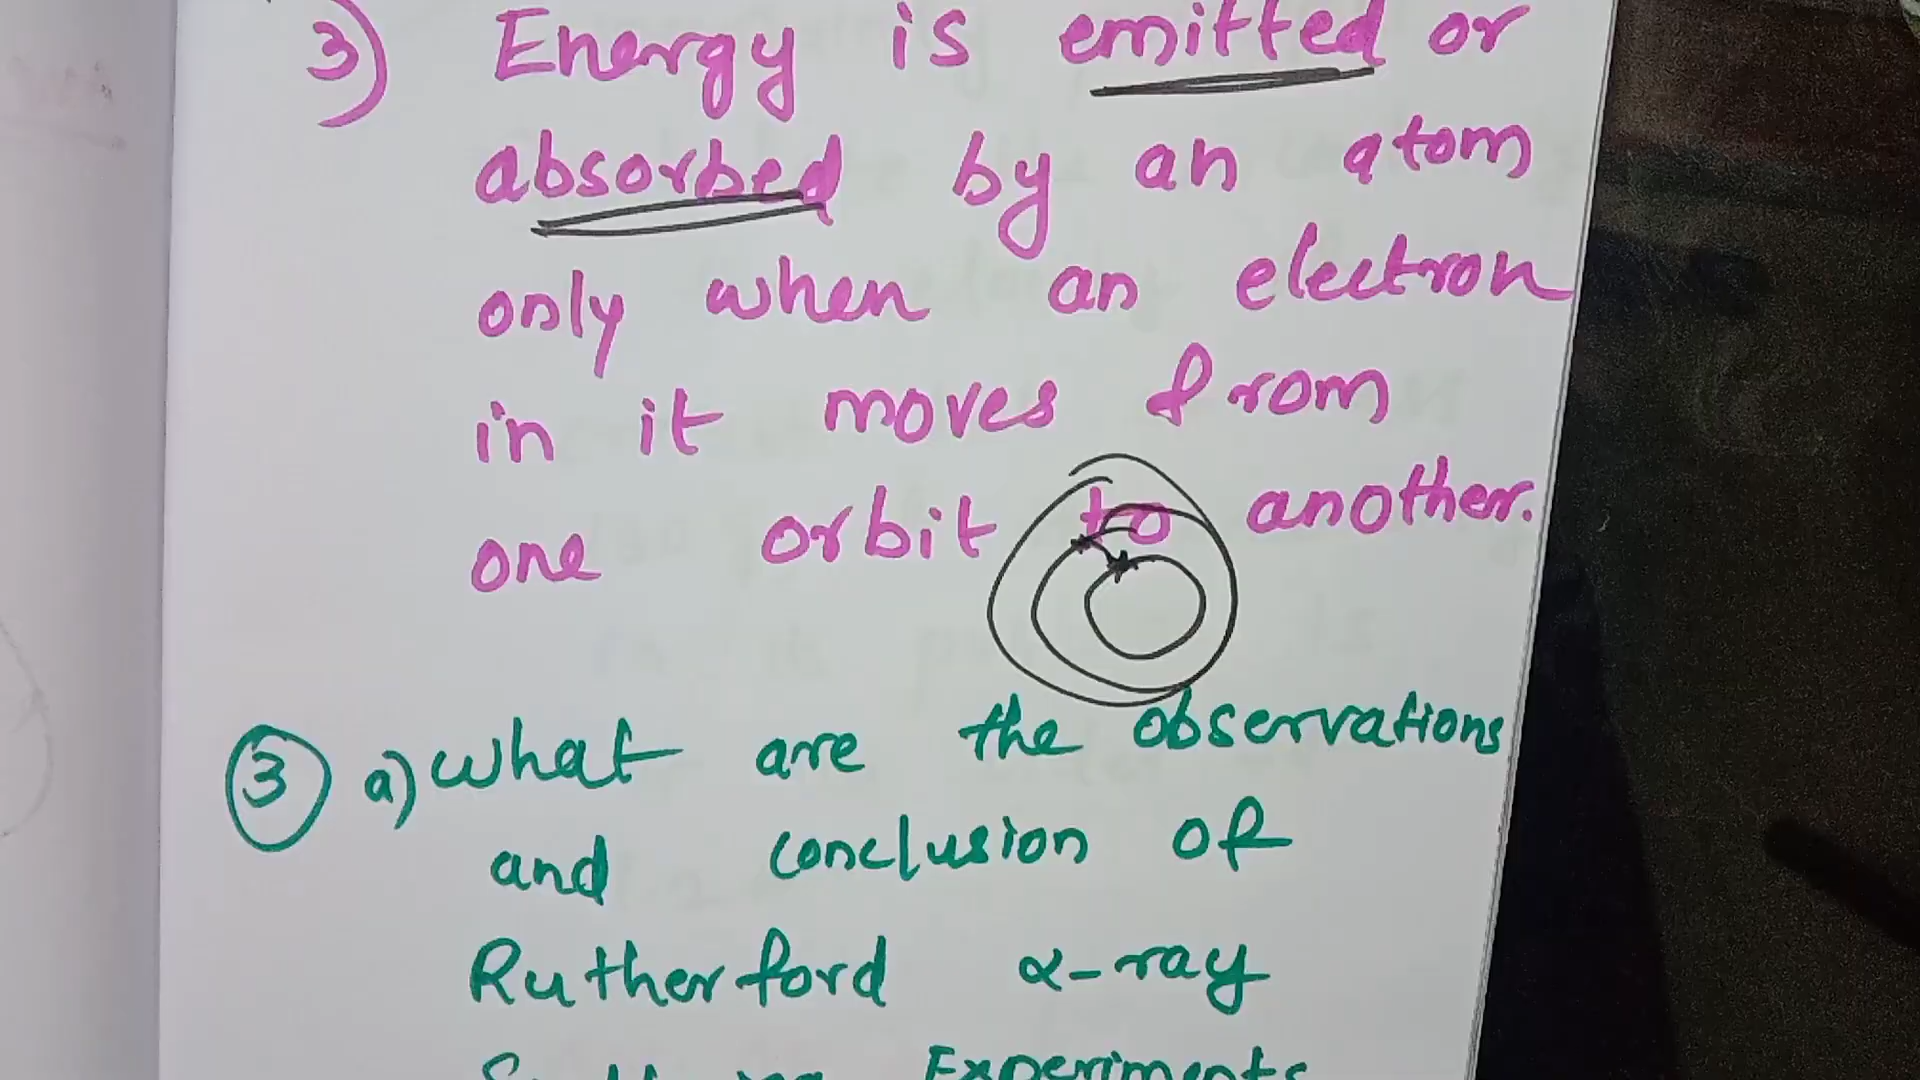 3) Energy is emitted or
absorbed by an atom
only when an electron
in it moves from
one orbit to another.
3 a) What are the observations
and conclusion of
Rutherford α-ray
Experiments